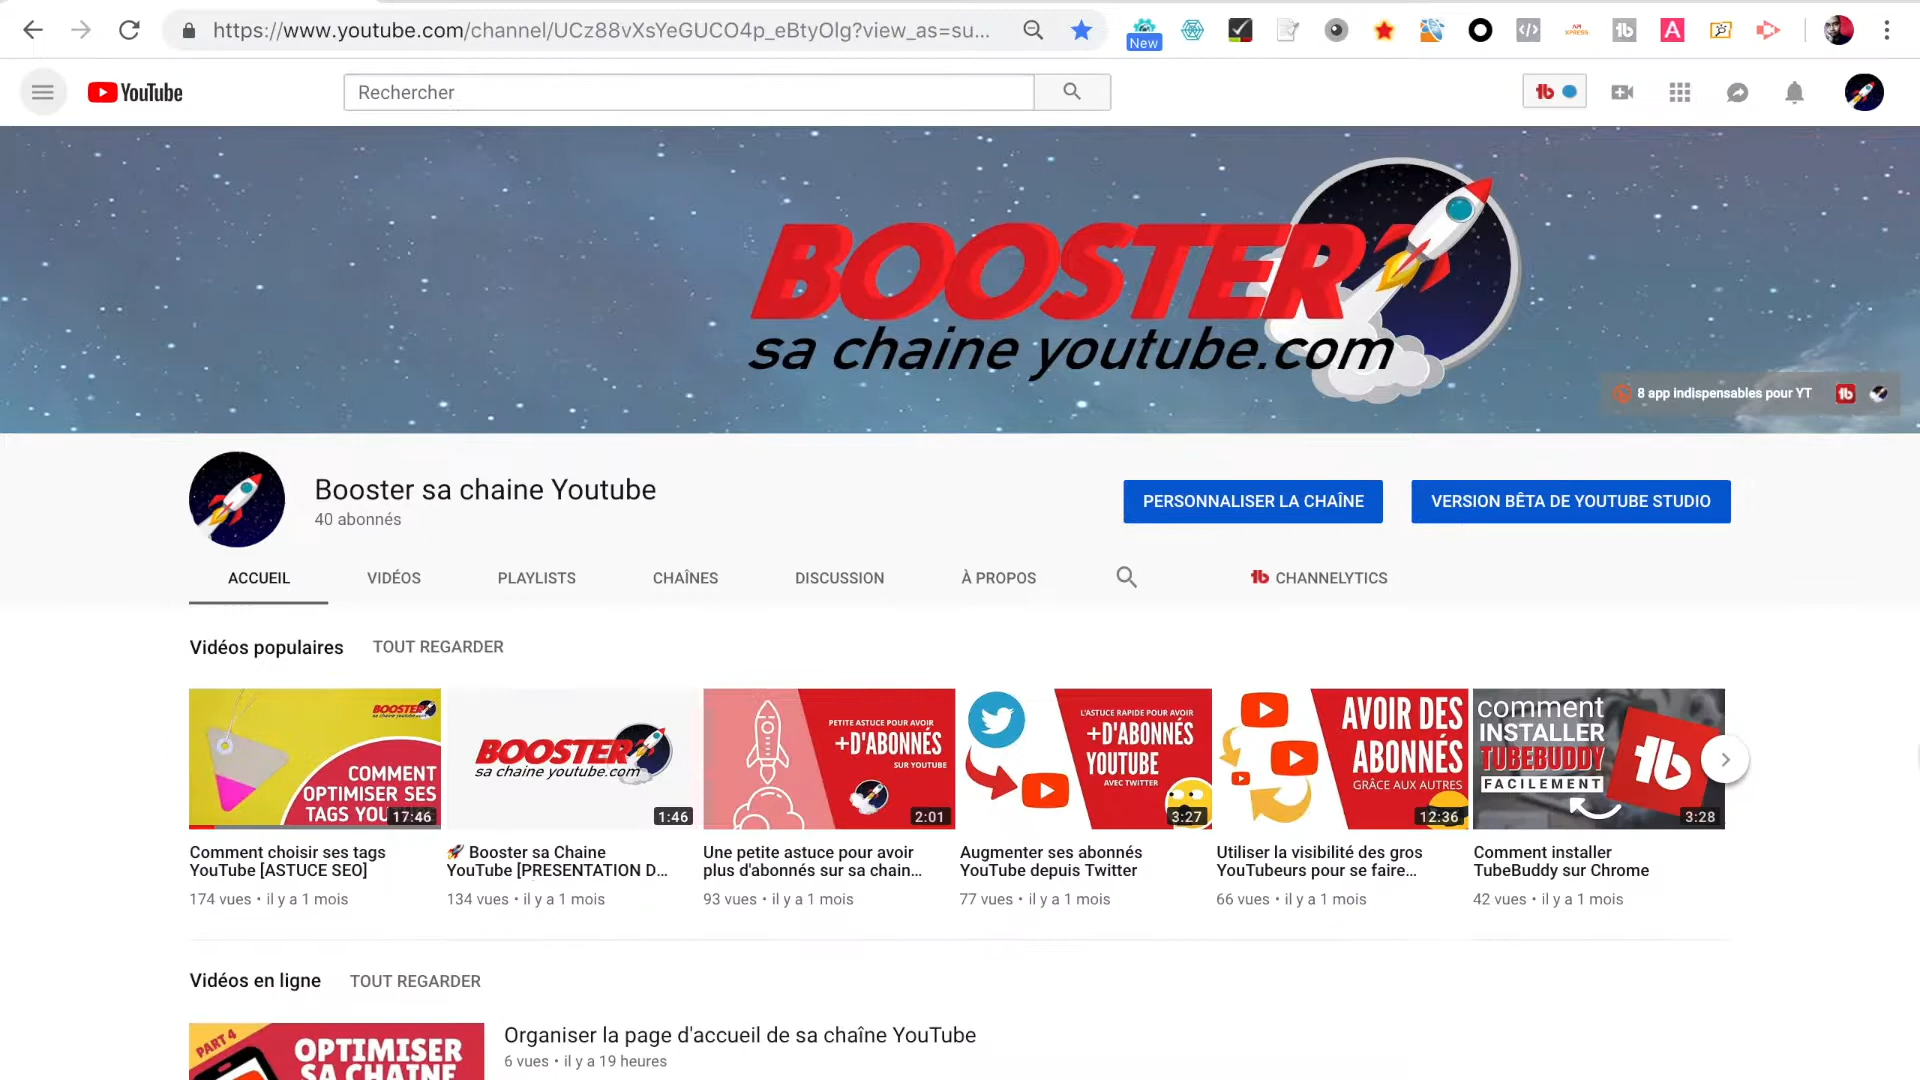 https://www.youtube.com/channel/UCz88vXsYeGUCO4p_eBtyOlg?view_as=su...
New
YouTube
Rechercher
BOOSTER
sa chaine youtube.com
8 app indispensables pour YT
Booster sa chaine Youtube
40 abonnés
PERSONNALISER LA CHAÎNE
VERSION BÊTA DE YOUTUBE STUDIO
ACCUEIL
VIDÉOS
PLAYLISTS
CHAÎNES
DISCUSSION
À PROPOS
CHANNELYTICS
Vidéos populaires
TOUT REGARDER
BOOSTER
sa chaine youtube.com
COMMENT
OPTIMISER SES
TAGS YOU
17:46
BOOSTER
sa chaine youtube.com
1:46
PETITE ASTUCE POUR AVOIR
+D'ABONNÉS
SUR YOUTUBE
2:01
L'ASTUCE RAPIDE POUR AVOIR
+D'ABONNÉS
YOUTUBE
AVEC TWITTER
3:27
AVOIR DES
ABONNÉS
GRÂCE AUX AUTRES
12:36
comment
INSTALLER
TUBEBUDDY
FACILEMENT
3:28
Comment choisir ses tags
YouTube [ASTUCE SEO]
174 vues • il y a 1 mois
🚀 Booster sa Chaine
YouTube [PRESENTATION D...
134 vues • il y a 1 mois
Une petite astuce pour avoir
plus d'abonnés sur sa chain...
93 vues • il y a 1 mois
Augmenter ses abonnés
YouTube depuis Twitter
77 vues • il y a 1 mois
Utiliser la visibilité des gros
YouTubeurs pour se faire...
66 vues • il y a 1 mois
Comment installer
TubeBuddy sur Chrome
42 vues • il y a 1 mois
Vidéos en ligne
TOUT REGARDER
PART 4
OPTIMISER
SA CHAINE
Organiser la page d'accueil de sa chaîne YouTube
6 vues • il y a 19 heures